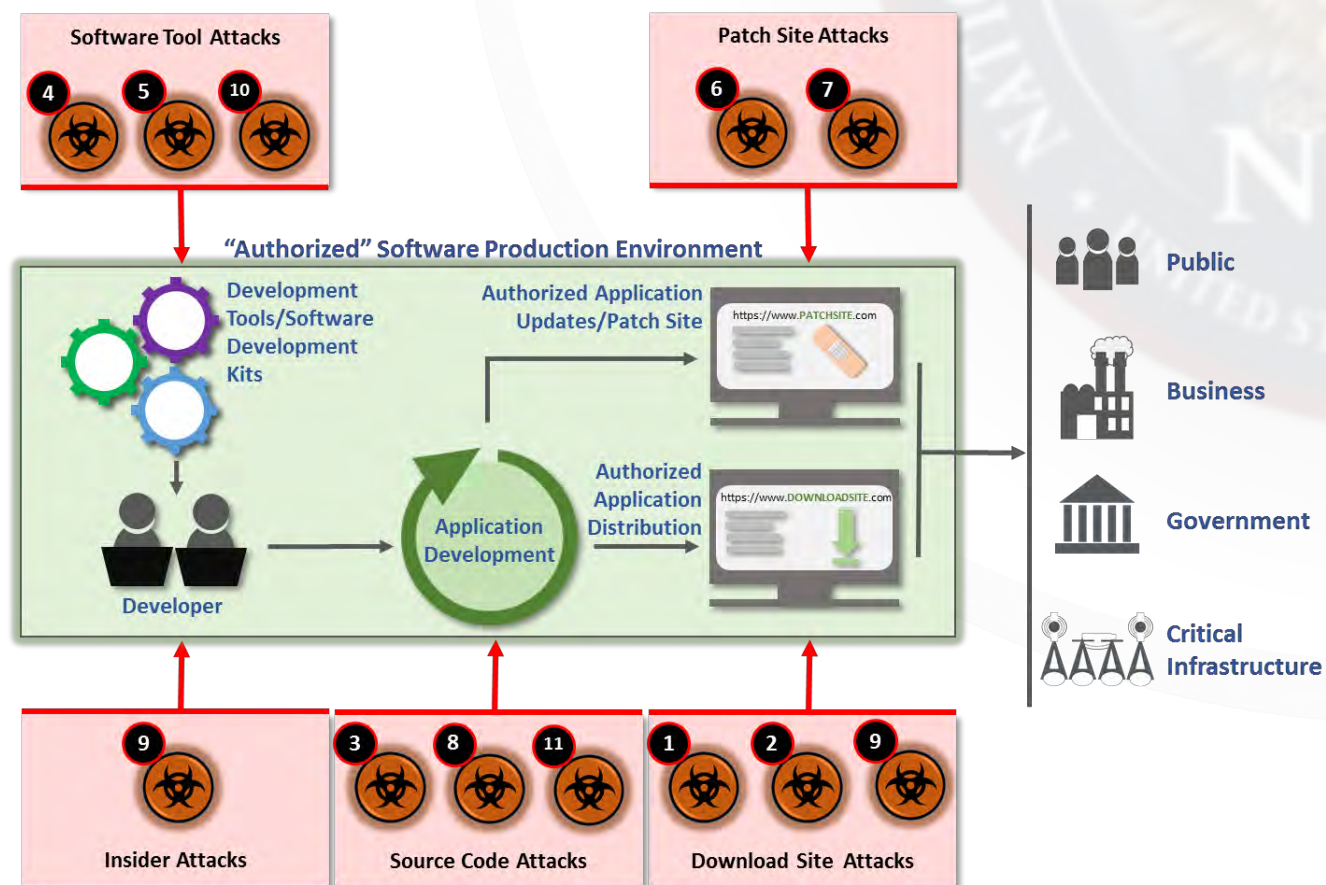 Software Tool Attacks
4
5
10
Patch Site Attacks
6
7
“Authorized” Software Production Environment
Development
Tools/Software
Development
Kits
Developer
Application
Development
Authorized Application
Updates/Patch Site
https://www.PATCHSITE.com
Authorized
Application
Distribution
https://www.DOWNLOADSITE.com
Public
Business
Government
Critical
Infrastructure
9
Insider Attacks
3
8
11
Source Code Attacks
1
2
9
Download Site Attacks